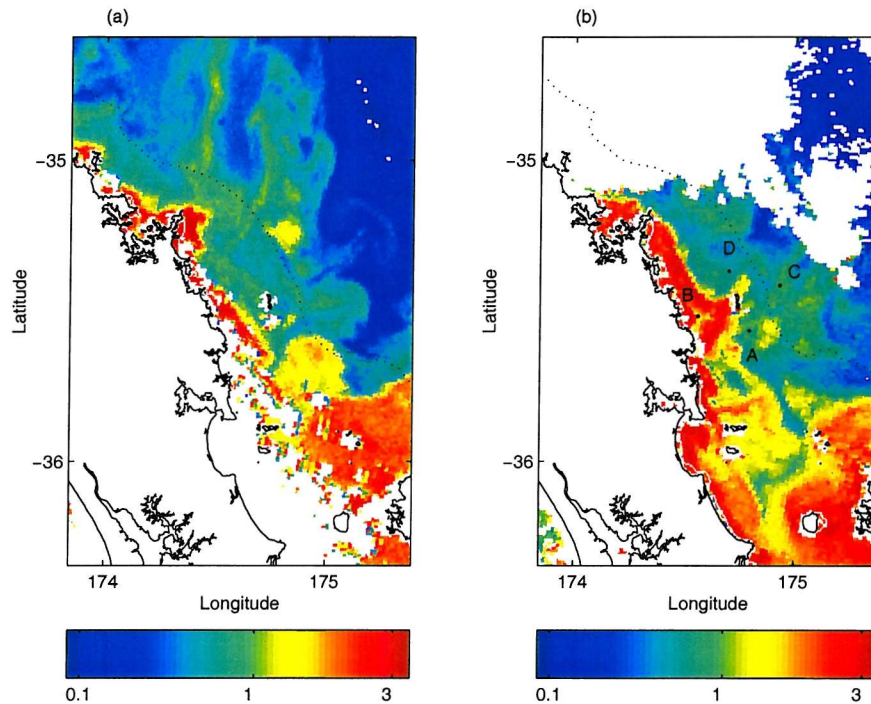 (a)
(b)
Latitude
-35
-36
174
175
Longitude
0.1
1
3
Latitude
-35
-36
D
C
B
A
174
175
Longitude
0.1
1
3